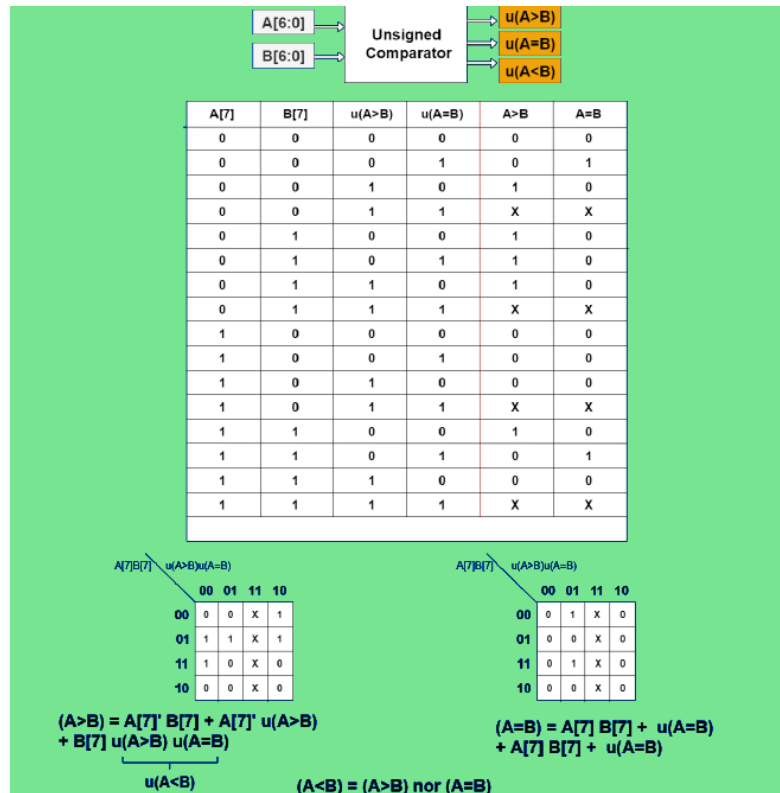 A[6:0]
B[6:0]
Unsigned
Comparator
u(A>B)
u(A=B)
u(A<B)
A[7] B[7] u(A>B) u(A=B) A>B A=B
0 0 0 0 0 0
0 0 0 1 0 1
0 0 1 0 1 0
0 0 1 1 X X
0 1 0 0 1 0
0 1 0 1 1 0
0 1 1 0 1 0
0 1 1 1 X X
1 0 0 0 0 0
1 0 0 1 0 0
1 0 1 0 0 0
1 0 1 1 X X
1 1 0 0 1 0
1 1 0 1 0 1
1 1 1 0 0 0
1 1 1 1 X X
A[7]B[7] u(A>B)u(A=B)
00 01 11 10
00 0 0 X 1
01 1 1 X 1
11 1 0 X 0
10 0 0 X 0
(A>B) = A[7]' B[7] + A[7]' u(A>B)
+ B[7] u(A>B) u(A=B)
u(A<B)
A[7]B[7] u(A>B)u(A=B)
00 01 11 10
00 0 1 X 0
01 0 0 X 0
11 0 1 X 0
10 0 0 X 0
(A=B) = A[7] B[7] + u(A=B)
+ A[7] B[7] + u(A=B)
(A<B) = (A>B) nor (A=B)